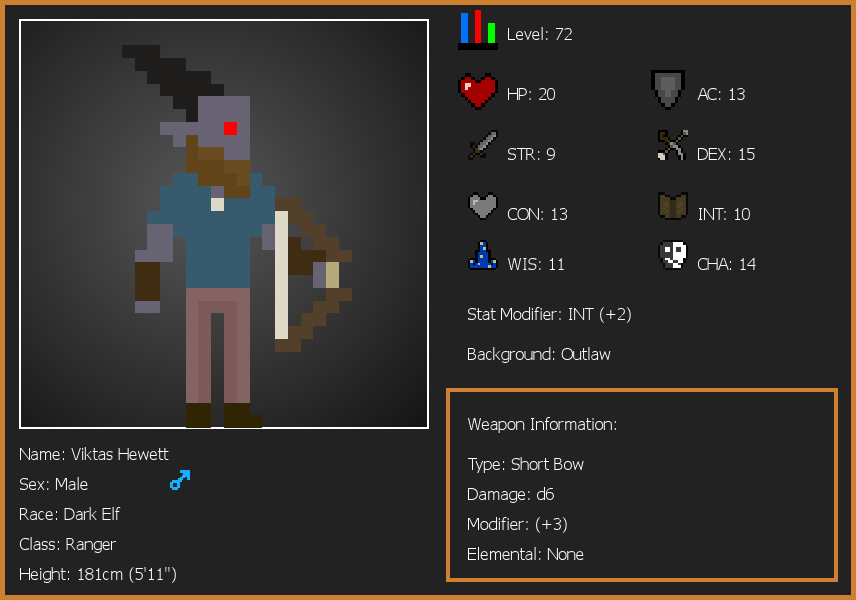 Level: 72
HP: 20
AC: 13
STR: 9
DEX: 15
CON: 13
INT: 10
WIS: 11
CHA: 14
Stat Modifier: INT (+2)
Background: Outlaw
Weapon Information:
Type: Short Bow
Damage: d6
Modifier: (+3)
Elemental: None
Name: Viktas Hewett
Sex: Male
Race: Dark Elf
Class: Ranger
Height: 181cm (5'11")